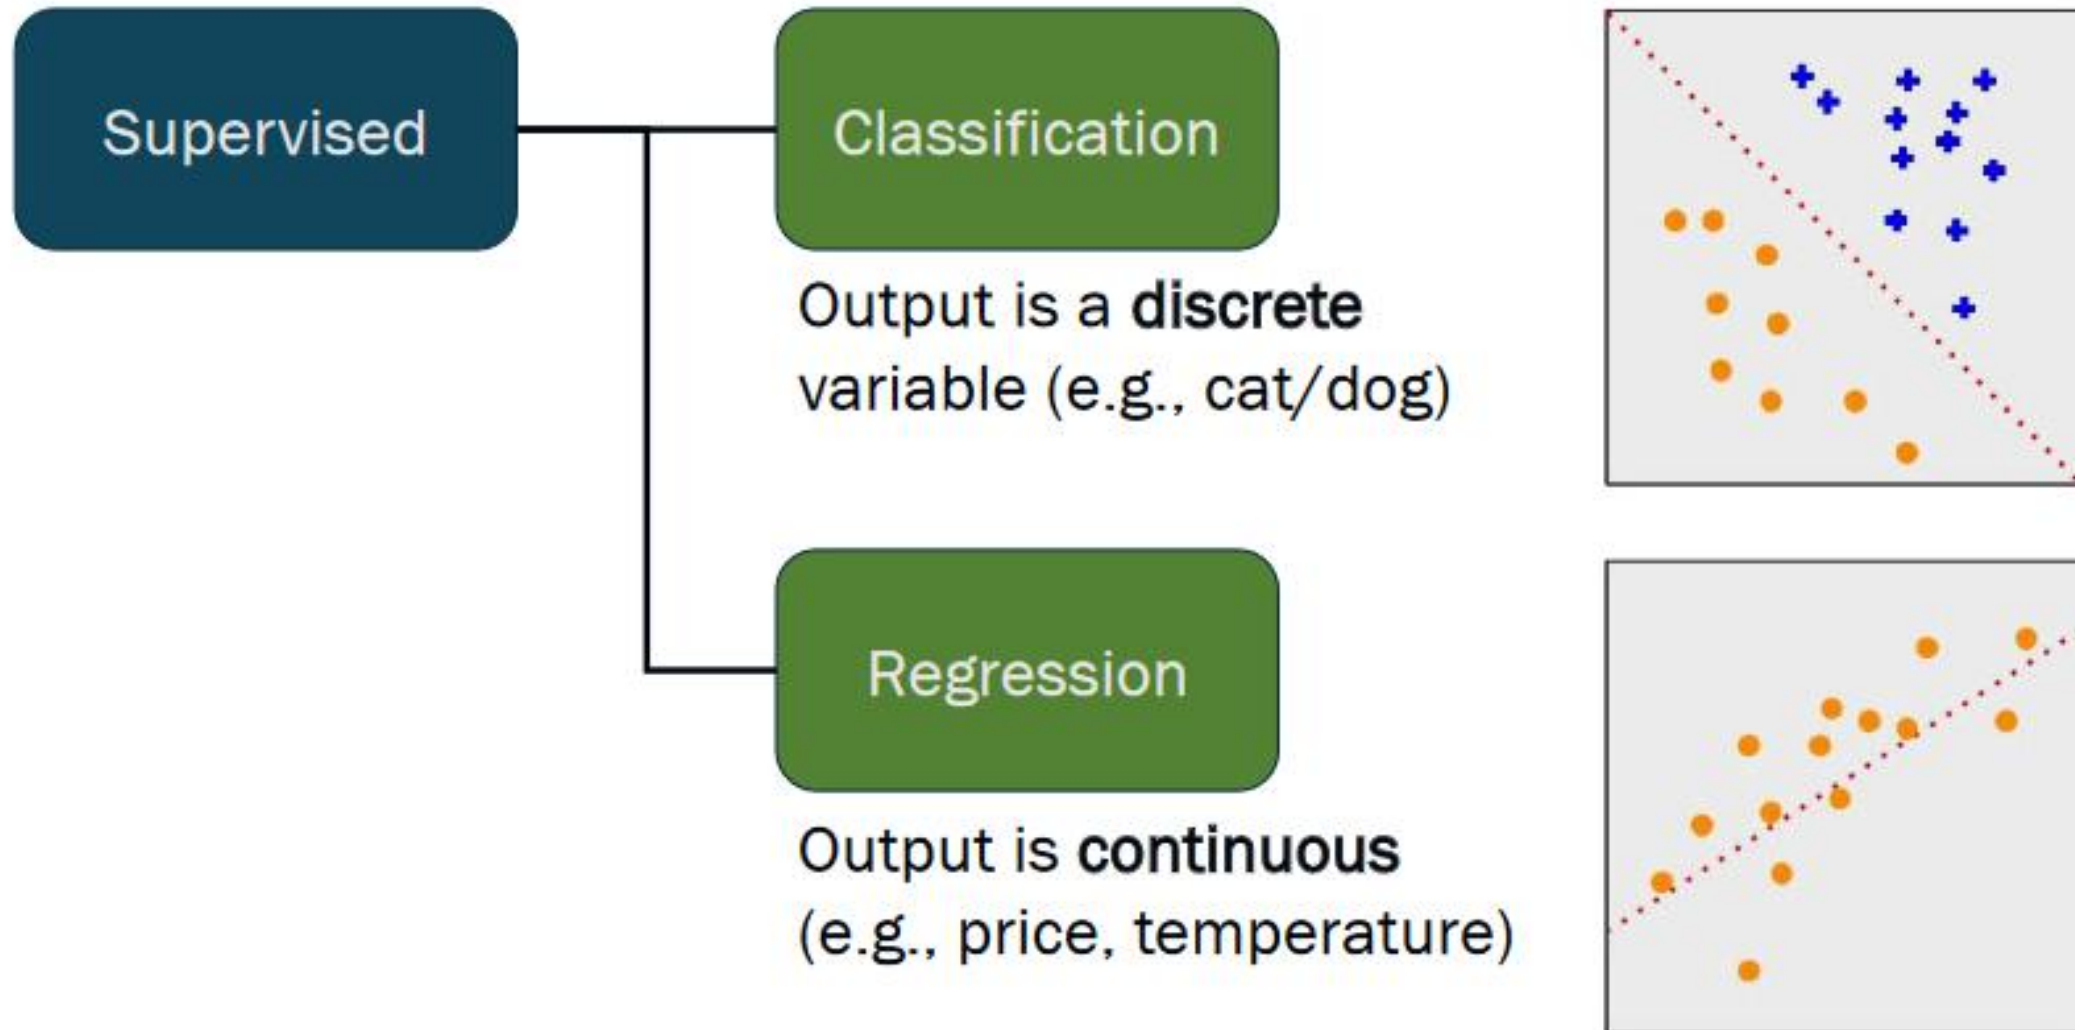 Supervised
Classification
Output is a discrete
variable (e.g., cat/dog)
Regression
Output is continuous
(e.g., price, temperature)